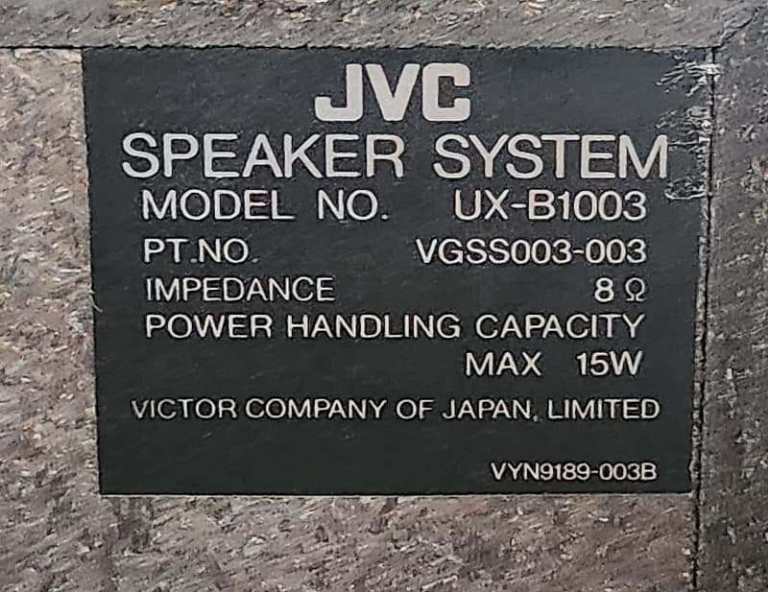 JVC
SPEAKER SYSTEM
MODEL NO. UX-B1003
PT.NO. VGSS003-003
IMPEDANCE 8 Ω
POWER HANDLING CAPACITY
MAX 15W
VICTOR COMPANY OF JAPAN, LIMITED
VYN9189-003B